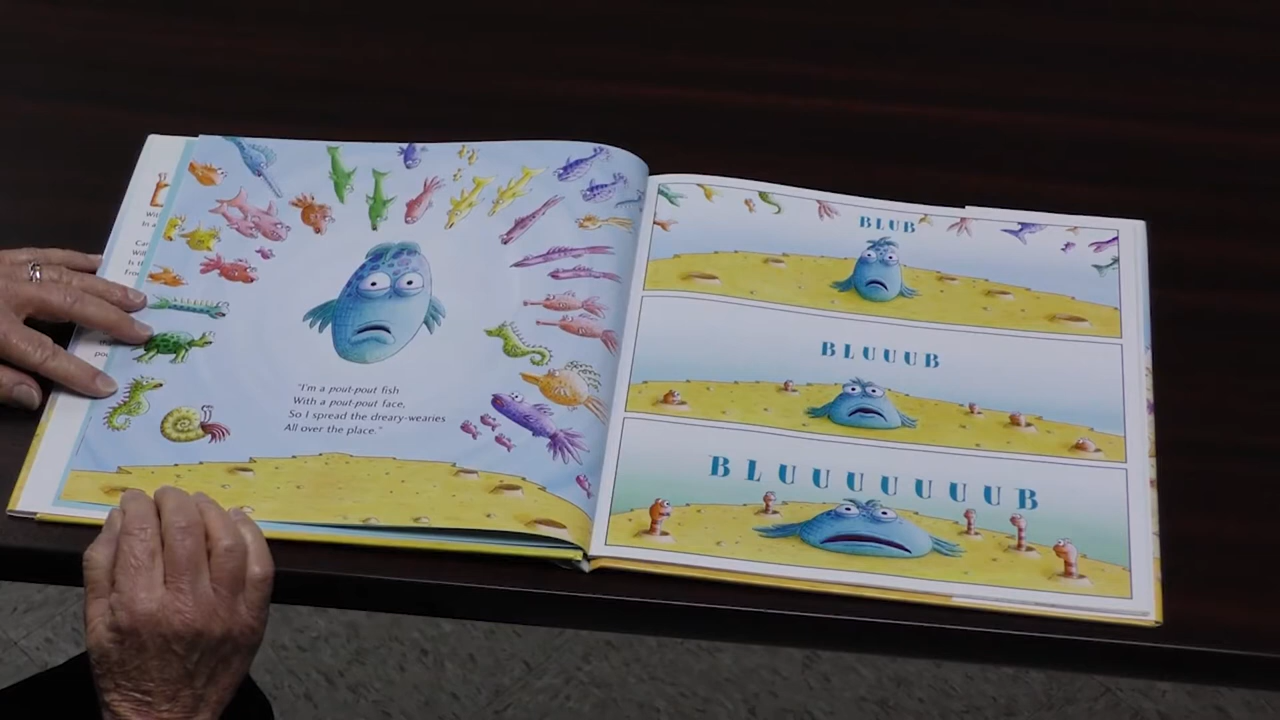 "I'm a pout-pout fish
With a pout-pout face,
So I spread the dreary-wearies
All over the place."
BLUB
BLUUUB
BLUUUUUUUB